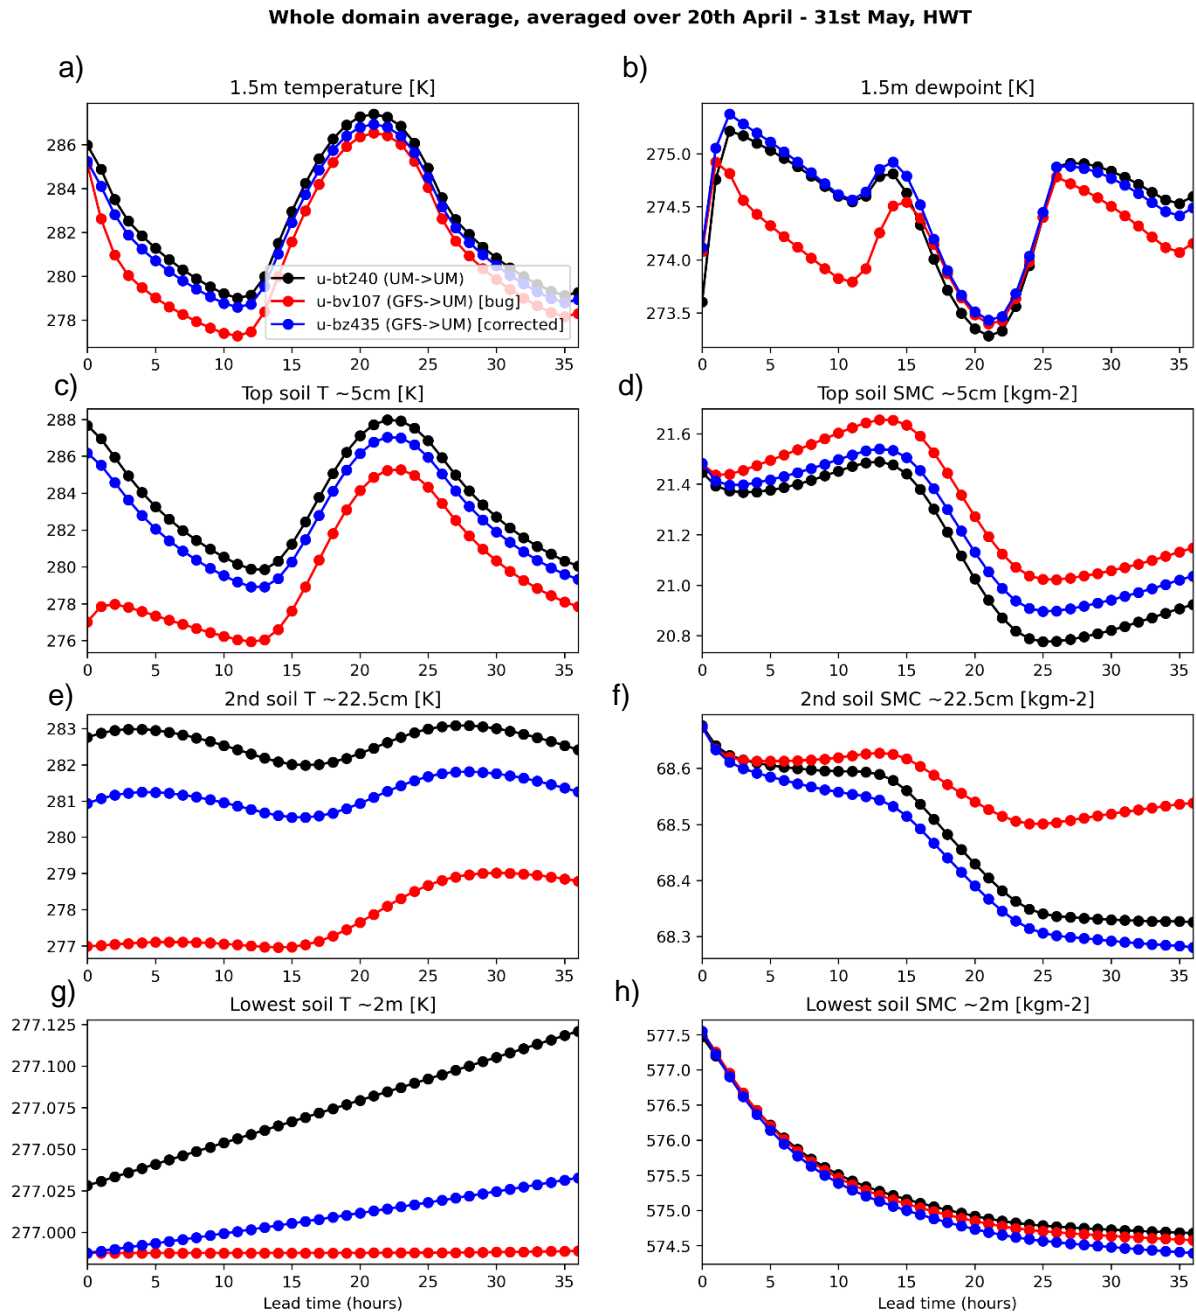 Whole domain average, averaged over 20th April - 31st May, HWT
a)
1.5m temperature [K]
286
284
282
280
278
0 5 10 15 20 25 30 35
u-bt240 (UM->UM)
u-bv107 (GFS->UM) [bug]
u-bz435 (GFS->UM) [corrected]
b)
1.5m dewpoint [K]
275.0
274.5
274.0
273.5
0 5 10 15 20 25 30 35
c)
Top soil T ~5cm [K]
288
286
284
282
280
278
276
0 5 10 15 20 25 30 35
d)
Top soil SMC ~5cm [kgm-2]
21.6
21.4
21.2
21.0
20.8
0 5 10 15 20 25 30 35
e)
2nd soil T ~22.5cm [K]
283
282
281
280
279
278
277
0 5 10 15 20 25 30 35
f)
2nd soil SMC ~22.5cm [kgm-2]
68.6
68.5
68.4
68.3
0 5 10 15 20 25 30 35
g)
Lowest soil T ~2m [K]
277.125
277.100
277.075
277.050
277.025
277.000
0 5 10 15 20 25 30 35
Lead time (hours)
h)
Lowest soil SMC ~2m [kgm-2]
577.5
577.0
576.5
576.0
575.5
575.0
574.5
0 5 10 15 20 25 30 35
Lead time (hours)